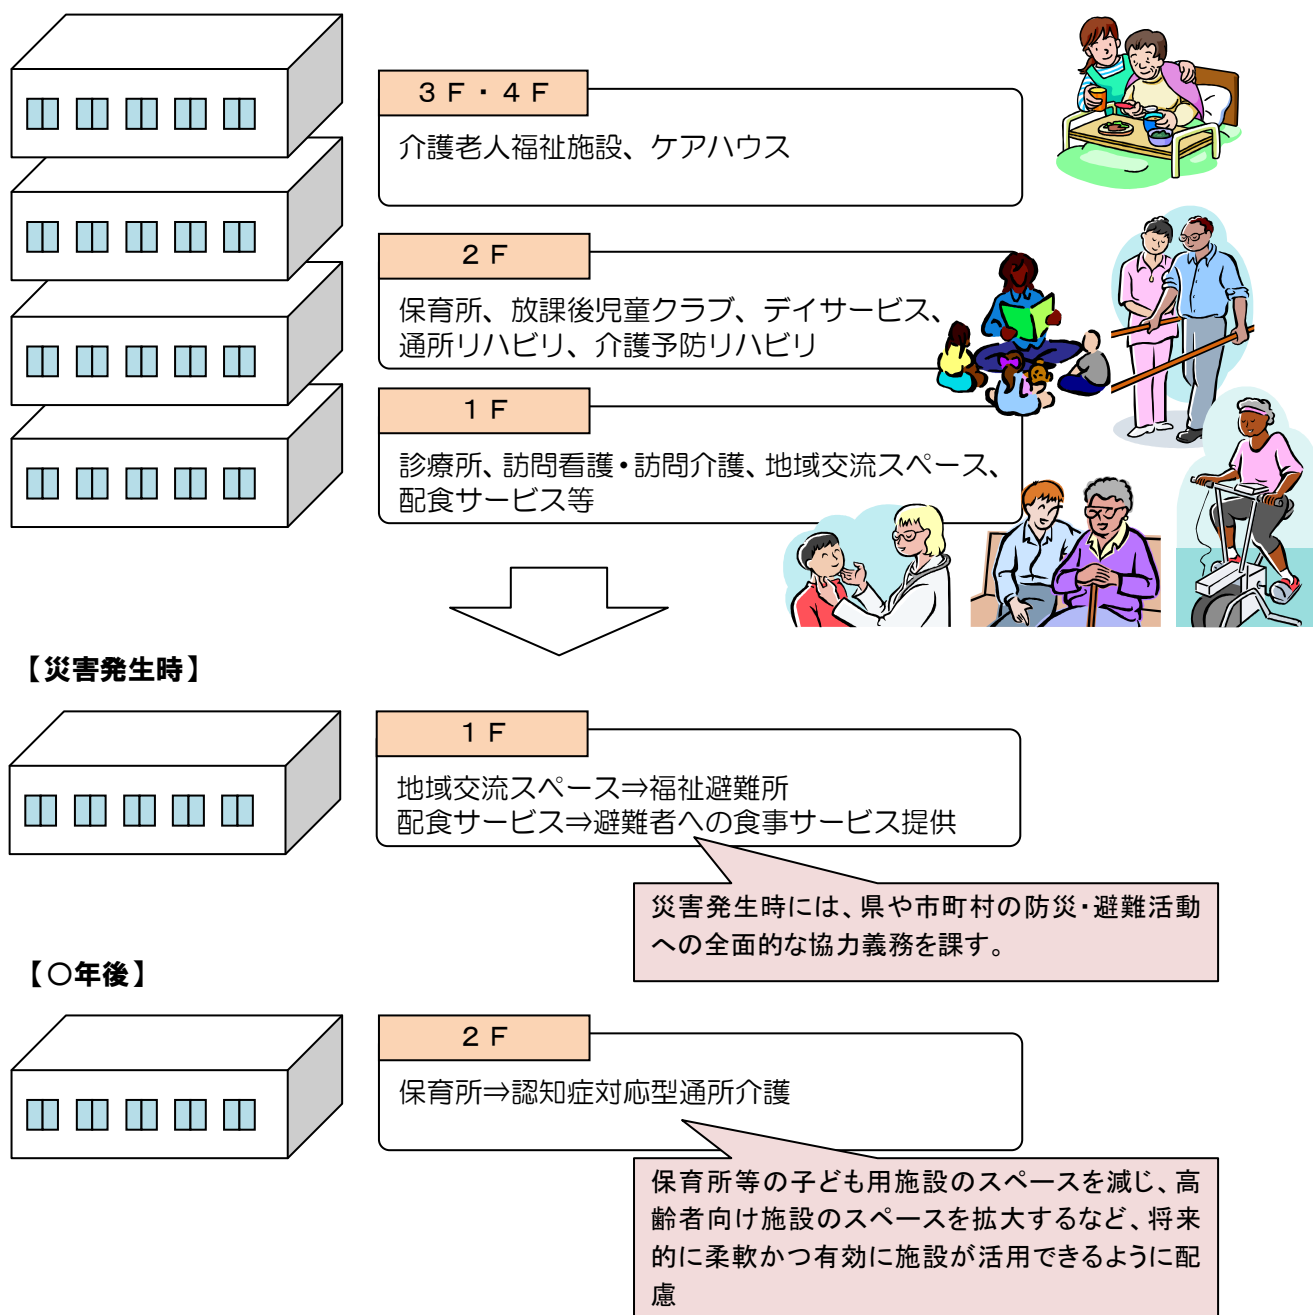 ３Ｆ・４Ｆ
介護老人福祉施設、ケアハウス
２Ｆ
保育所、放課後児童クラブ、デイサービス、
通所リハビリ、介護予防リハビリ
１Ｆ
診療所、訪問看護・訪問介護、地域交流スペース、
配食サービス等
【災害発生時】
１Ｆ
地域交流スペース⇒福祉避難所
配食サービス⇒避難者への食事サービス提供
災害発生時には、県や市町村の防災・避難活動
への全面的な協力義務を課す。
【○年後】
２Ｆ
保育所⇒認知症対応型通所介護
保育所等の子ども用施設のスペースを減じ、高
齢者向け施設のスペースを拡大するなど、将来
的に柔軟かつ有効に施設が活用できるように配
慮